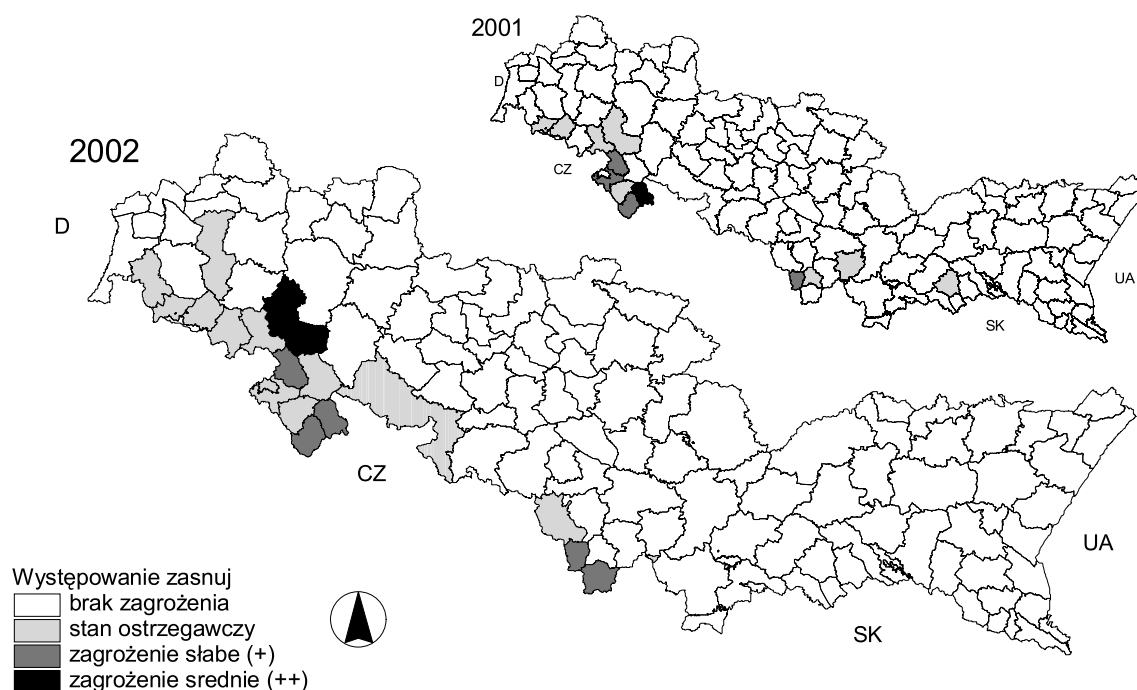 2001
D
CZ
UA
SK
2002
D
CZ
UA
SK
Występowanie zasnuj
brak zagrożenia
stan ostrzegawczy
zagrożenie słabe (+)
zagrożenie srednie (++)